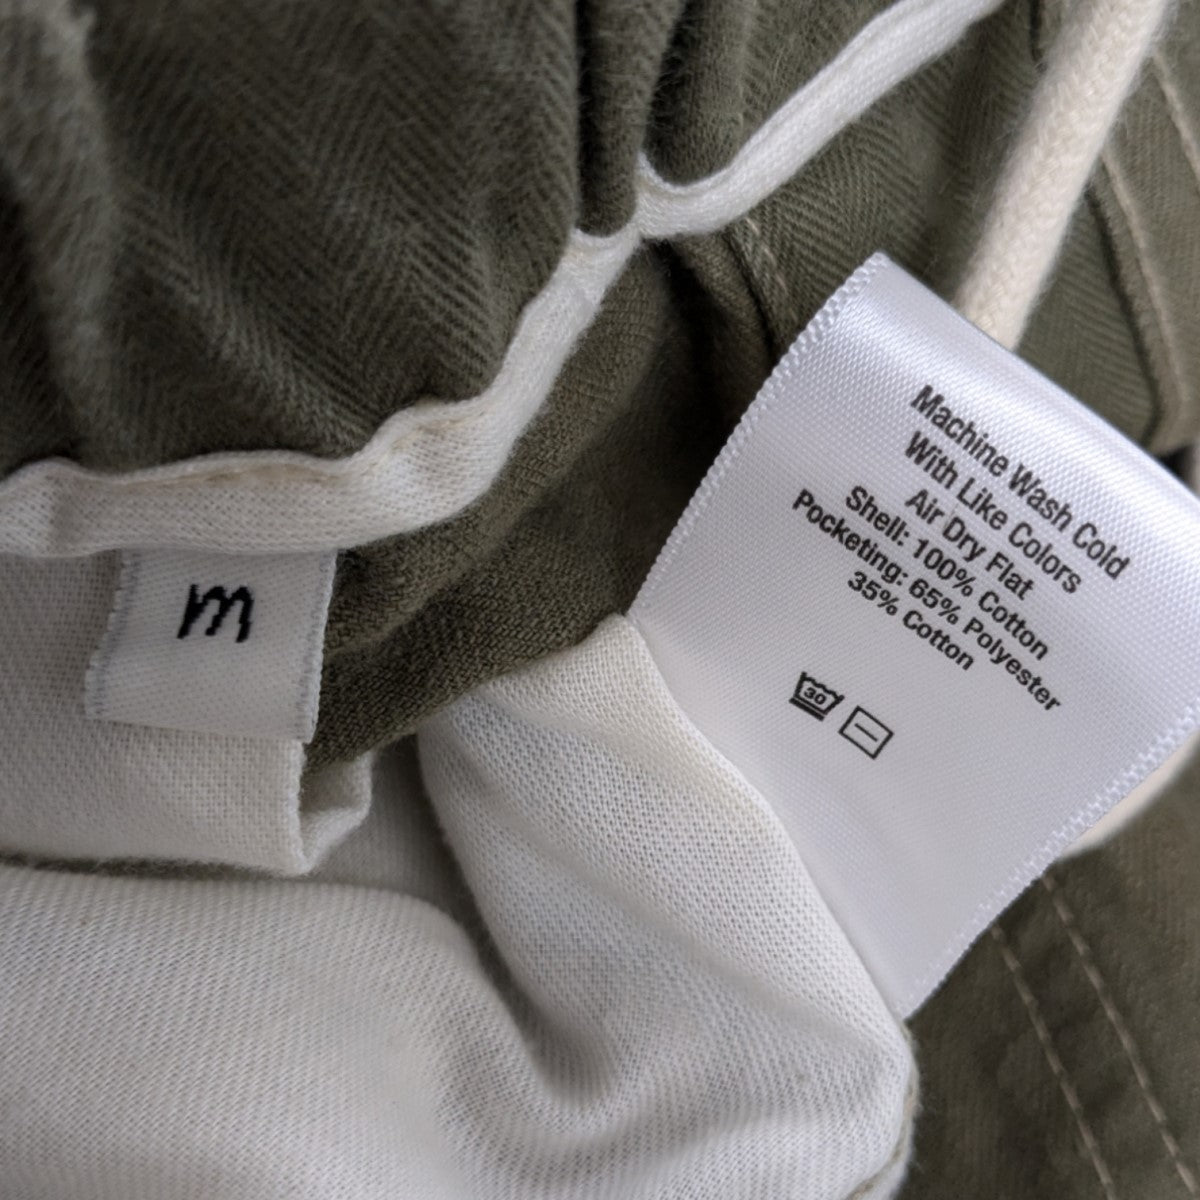 m
Machine Wash Cold
With Like Colors
Air Dry Flat
Shell: 100% Cotton
Pocketing: 65% Polyester
35% Cotton
30